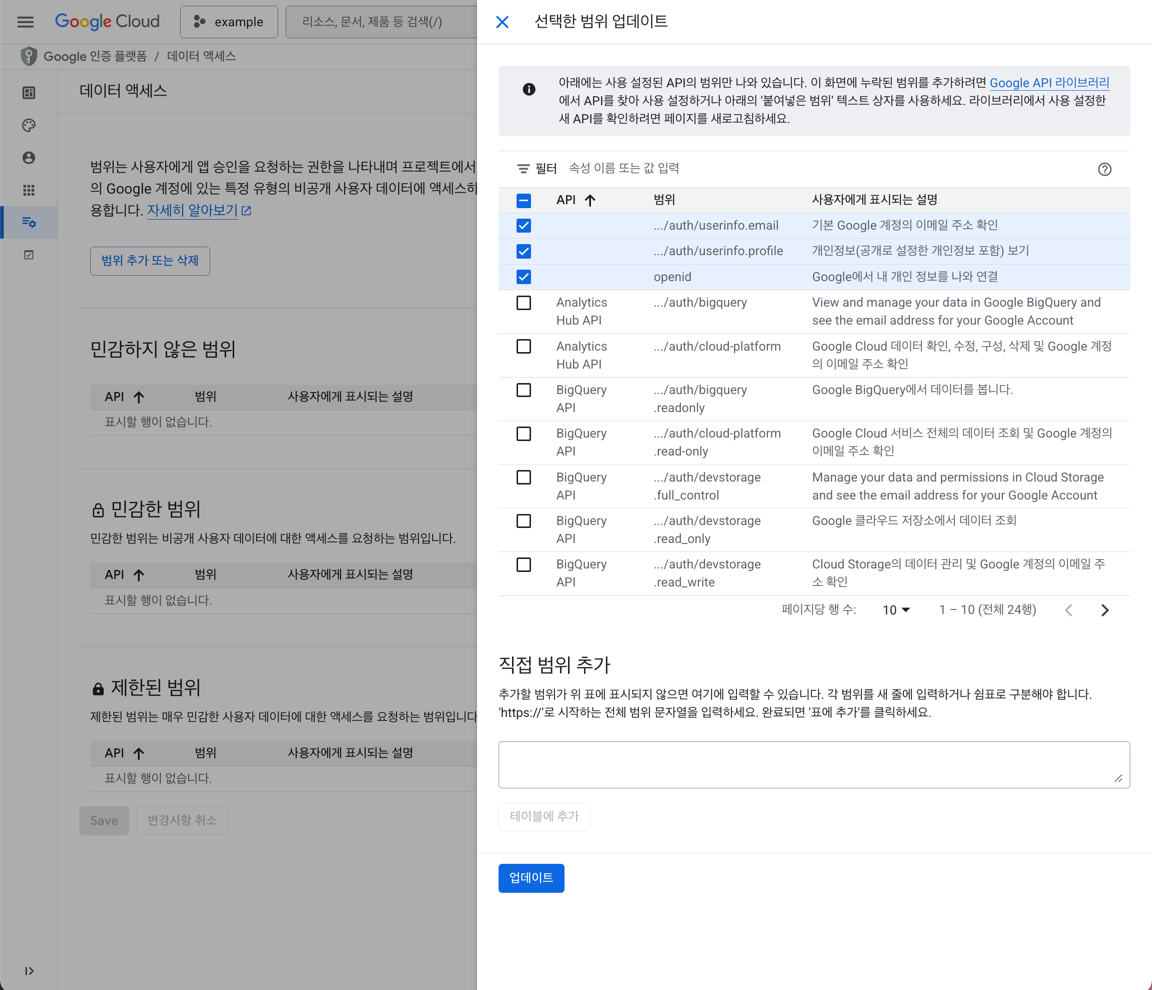 Google Cloud
example
리소스, 문서, 제품 등 검색(/)
Google 인증 플랫폼 / 데이터 액세스
데이터 액세스
범위는 사용자에게 앱 승인을 요청하는 권한을 나타내며 프로젝트에서
의 Google 계정에 있는 특정 유형의 비공개 사용자 데이터에 액세스하
용합니다. 자세히 알아보기
범위 추가 또는 삭제
민감하지 않은 범위
API 범위 사용자에게 표시되는 설명
표시할 행이 없습니다.
민감한 범위
민감한 범위는 비공개 사용자 데이터에 대한 액세스를 요청하는 범위입니다.
API 범위 사용자에게 표시되는 설명
표시할 행이 없습니다.
제한된 범위
제한된 범위는 매우 민감한 사용자 데이터에 대한 액세스를 요청하는 범위입니다
API 범위 사용자에게 표시되는 설명
표시할 행이 없습니다.
Save 변경사항 취소
선택한 범위 업데이트
아래에는 사용 설정된 API의 범위만 나와 있습니다. 이 화면에 누락된 범위를 추가하려면 Google API 라이브러리
에서 API를 찾아 사용 설정하거나 아래의 '붙여넣은 범위' 텍스트 상자를 사용하세요. 라이브러리에서 사용 설정한
새 API를 확인하려면 페이지를 새로고침하세요.
필터 속성 이름 또는 값 입력
API 범위 사용자에게 표시되는 설명
.../auth/userinfo.email 기본 Google 계정의 이메일 주소 확인
.../auth/userinfo.profile 개인정보(공개로 설정한 개인정보 포함) 보기
openid Google에서 내 개인 정보를 나와 연결
Analytics .../auth/bigquery View and manage your data in Google BigQuery and
Hub API see the email address for your Google Account
Analytics .../auth/cloud-platform Google Cloud 데이터 확인, 수정, 구성, 삭제 및 Google 계정
Hub API 의 이메일 주소 확인
BigQuery .../auth/bigquery Google BigQuery에서 데이터를 봅니다.
API .readonly
BigQuery .../auth/cloud-platform Google Cloud 서비스 전체의 데이터 조회 및 Google 계정의
API .read-only 이메일 주소 확인
BigQuery .../auth/devstorage Manage your data and permissions in Cloud Storage
API .full_control and see the email address for your Google Account
BigQuery .../auth/devstorage Google 클라우드 저장소에서 데이터 조회
API .read_only
BigQuery .../auth/devstorage Cloud Storage의 데이터 관리 및 Google 계정의 이메일 주
API .read_write 소 확인
페이지당 행 수: 10 1 – 10 (전체 24행)
직접 범위 추가
추가할 범위가 위 표에 표시되지 않으면 여기에 입력할 수 있습니다. 각 범위를 새 줄에 입력하거나 쉼표로 구분해야 합니다.
'https://'로 시작하는 전체 범위 문자열을 입력하세요. 완료되면 '표에 추가'를 클릭하세요.
테이블에 추가
업데이트